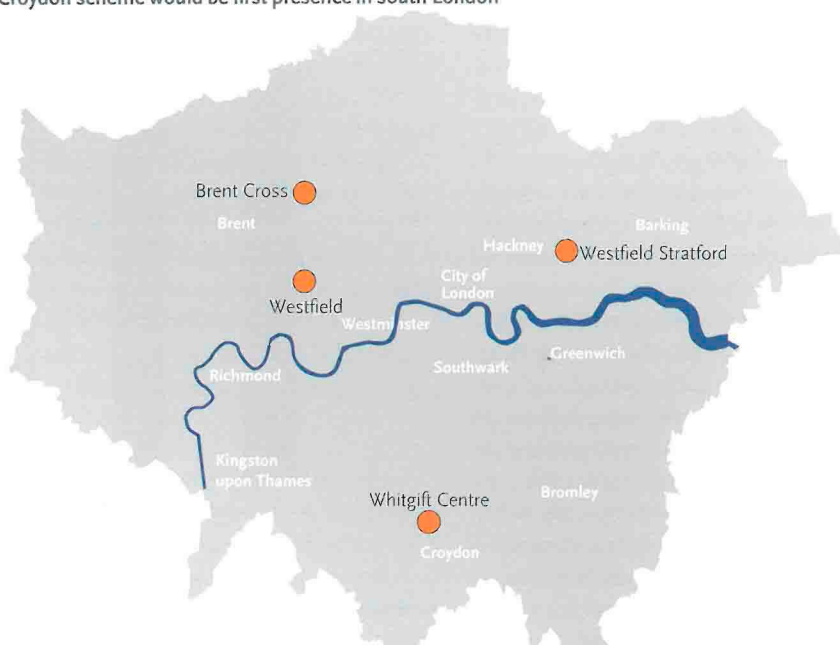 Croydon scheme would be first presence in south London
Brent Cross
Brent
Barking
Hackney
Westfield Stratford
City of
London
Westfield
Westminster
Greenwich
Southwark
Richmond
Kingston
upon Thames
Bromley
Whitgift Centre
Croydon